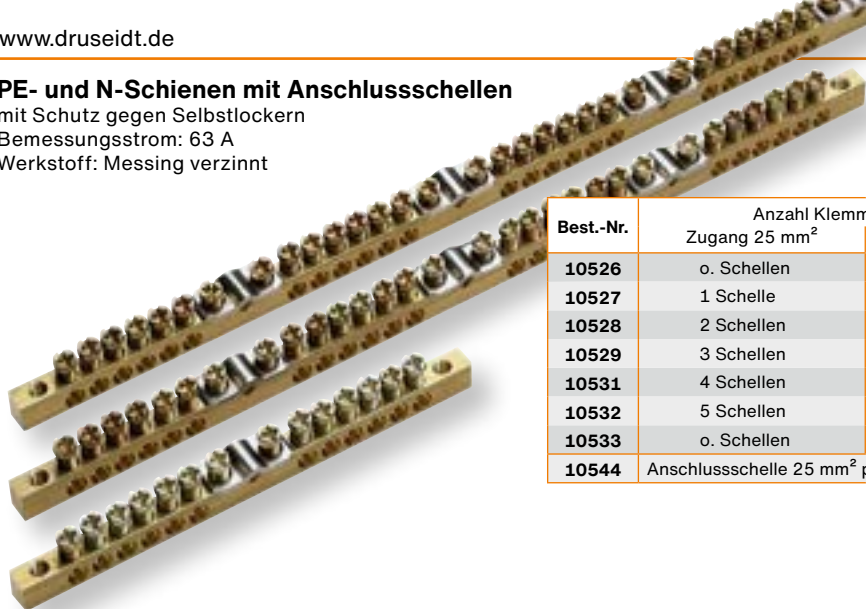 www.druseidt.de
PE- und N-Schienen mit Anschlussschellen
mit Schutz gegen Selbstlockern
Bemessungsstrom: 63 A
Werkstoff: Messing verzinnt
Best.-Nr.
Anzahl Klemm
Zugang 25 mm²
10526 o. Schellen
10527 1 Schelle
10528 2 Schellen
10529 3 Schellen
10531 4 Schellen
10532 5 Schellen
10533 o. Schellen
10544 Anschlussschelle 25 mm² p